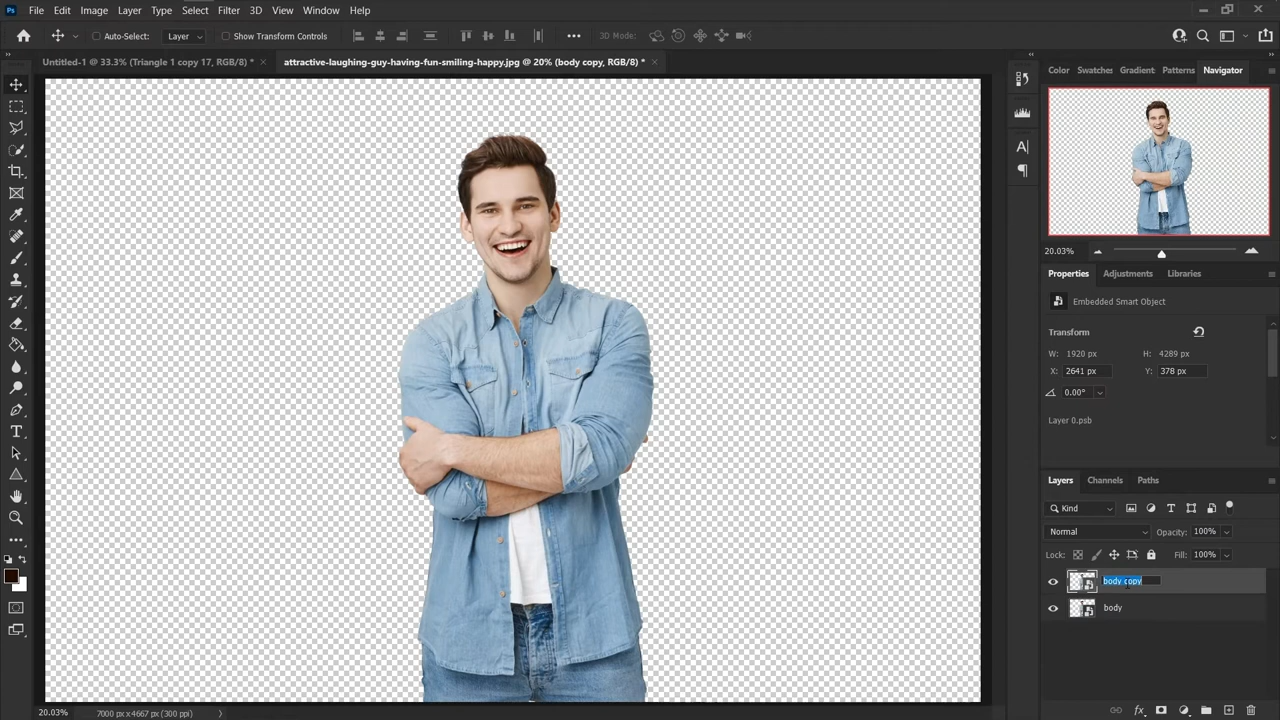 Ps File Edit Image Layer Type Select Filter 3D View Window Help
Auto-Select: Layer Show Transform Controls 3D Mode:
Untitled-1 @ 33.3% (Triangle 1 copy 17, RGB/8) * attractive-laughing-guy-having-fun-smiling-happy.jpg @ 20% (body copy, RGB/8) *
Color Swatches Gradient Patterns Navigator
20.03%
Properties Adjustments Libraries
Embedded Smart Object
Transform
W: 1920 px H: 4289 px
X: 2641 px Y: 378 px
0.00°
Layer 0.psb
Layers Channels Paths
Kind
Normal Opacity: 100%
Lock: Fill: 100%
body copy
body
20.03% 7000 px x 4667 px (300 ppi)